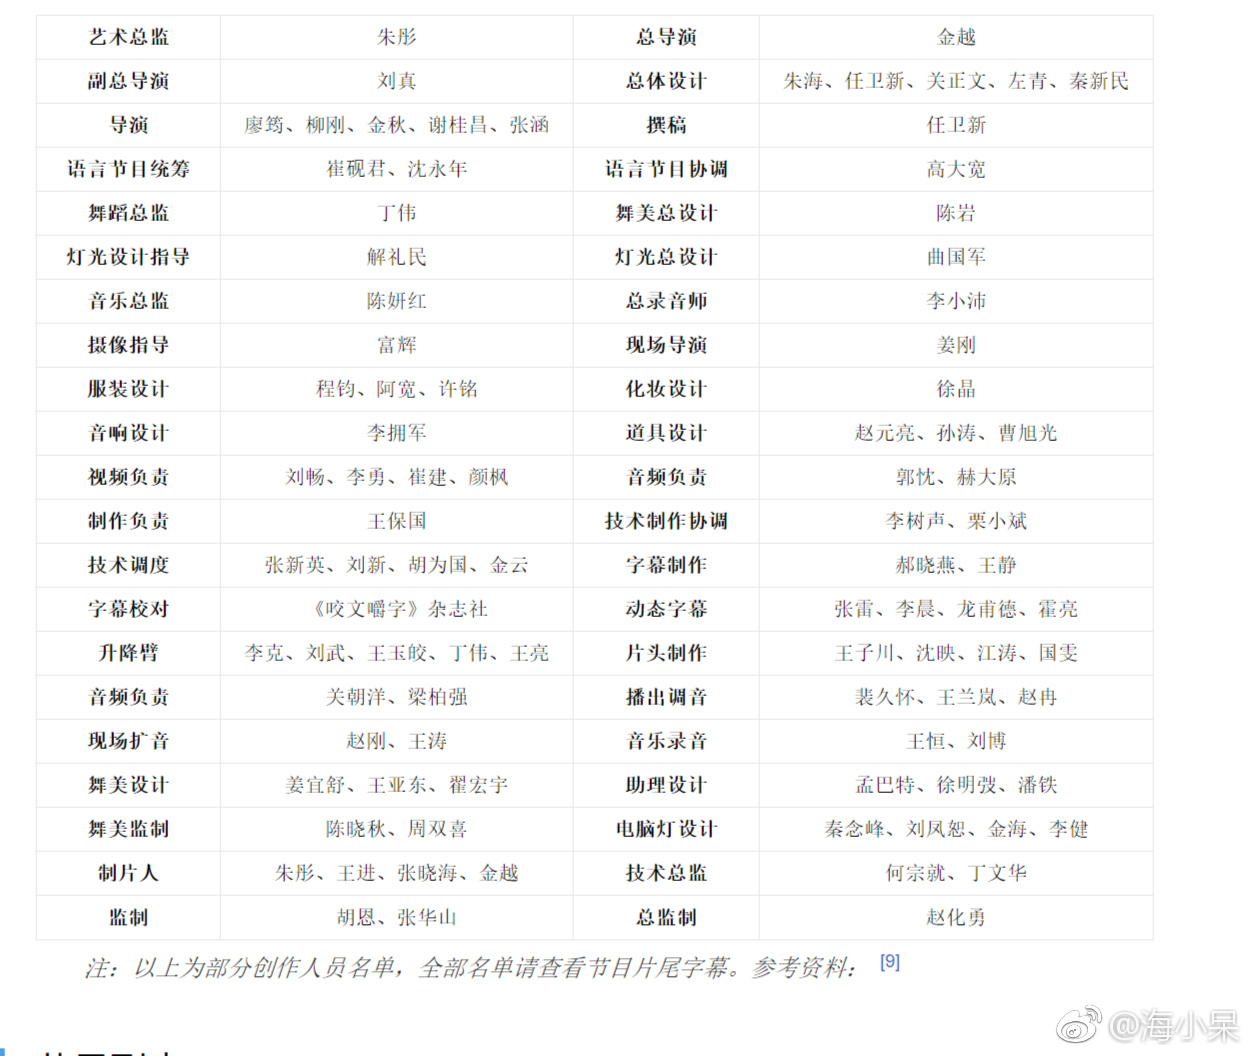 艺术总监 朱彤 总导演 金越
副总导演 刘真 总体设计 朱海、任卫新、关正文、左青、秦新民
导演 廖筠、柳刚、金秋、谢桂昌、张涵 撰稿 任卫新
语言节目统筹 崔砚君、沈永年 语言节目协调 高大宽
舞蹈总监 丁伟 舞美总设计 陈岩
灯光设计指导 解礼民 灯光总设计 曲国军
音乐总监 陈妍红 总录音师 李小沛
摄像指导 富辉 现场导演 姜刚
服装设计 程钧、阿宽、许铭 化妆设计 徐晶
音响设计 李拥军 道具设计 赵元亮、孙涛、曹旭光
视频负责 刘畅、李勇、崔建、颜枫 音频负责 郭忱、赫大原
制作负责 王保国 技术制作协调 李树声、栗小斌
技术调度 张新英、刘新、胡为国、金云 字幕制作 郝晓燕、王静
字幕校对 《咬文嚼字》杂志社 动态字幕 张雷、李晨、龙甫德、霍亮
升降臂 李克、刘武、王玉皎、丁伟、王亮 片头制作 王子川、沈映、江涛、国雯
音频负责 关朝洋、梁柏强 播出调音 裴久怀、王兰岚、赵冉
现场扩音 赵刚、王涛 音乐录音 王恒、刘博
舞美设计 姜宜舒、王亚东、翟宏宇 助理设计 孟巴特、徐明弢、潘铁
舞美监制 陈晓秋、周双喜 电脑灯设计 秦念峰、刘凤恕、金海、李健
制片人 朱彤、王进、张晓海、金越 技术总监 何宗就、丁文华
监制 胡恩、张华山 总监制 赵化勇
注：以上为部分创作人员名单，全部名单请查看节目片尾字幕。参考资料： [9]
@海小呆